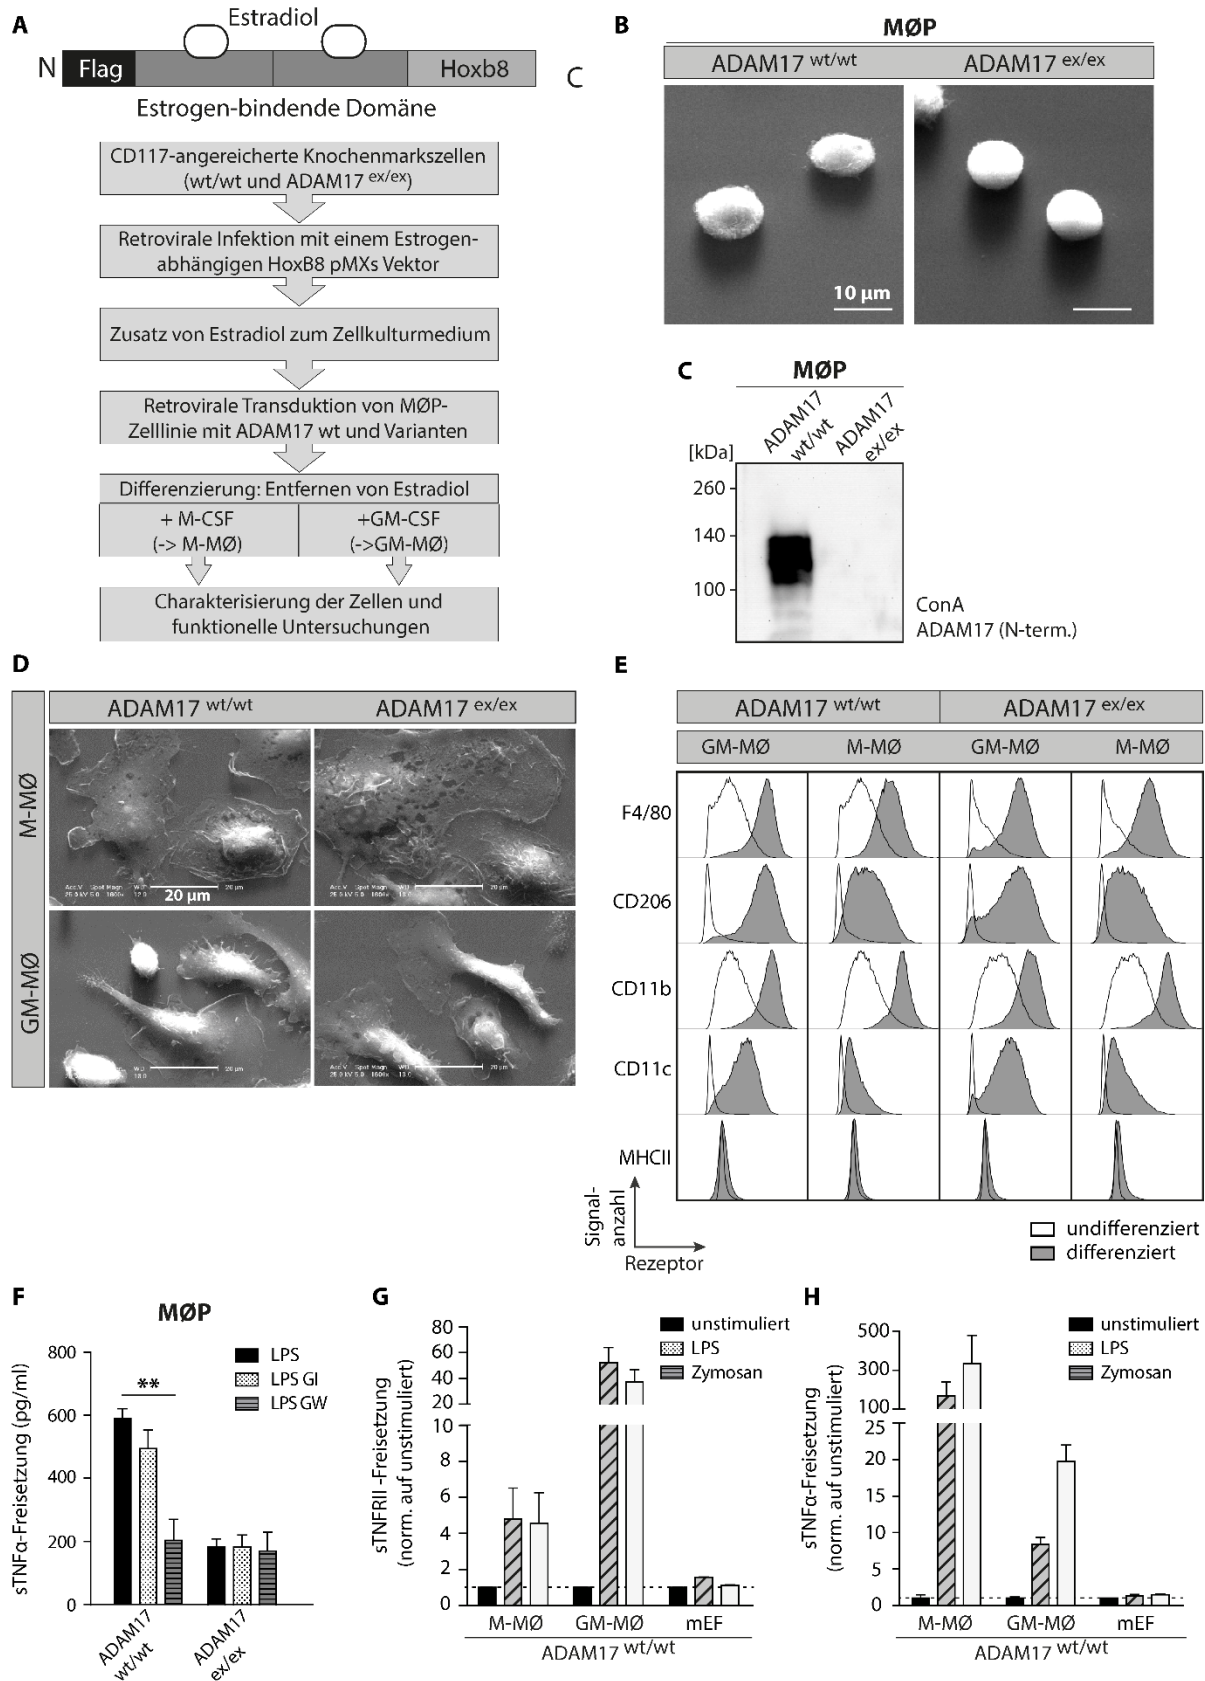 A
Estradiol
N
Flag
Hoxb8
C
Estrogen-bindende Domäne
CD117-angereicherte Knochenmarkszellen
(wt/wt und ADAM17 ex/ex)
Retrovirale Infektion mit einem Estrogen-
abhängigen HoxB8 pMXs Vektor
Zusatz von Estradiol zum Zellkulturmedium
Retrovirale Transduktion von MØP-
Zelllinie mit ADAM17 wt und Varianten
Differenzierung: Entfernen von Estradiol
+ M-CSF
(-> M-MØ)
+GM-CSF
(->GM-MØ)
Charakterisierung der Zellen und
funktionelle Untersuchungen
B
MØP
ADAM17 wt/wt
ADAM17 ex/ex
10 µm
C
MØP
ADAM17
wt/wt
ADAM17
ex/ex
[kDa]
260
140
100
ConA
ADAM17 (N-term.)
D
ADAM17 wt/wt
ADAM17 ex/ex
M-MØ
GM-MØ
20 µm
E
ADAM17 wt/wt
ADAM17 ex/ex
GM-MØ
M-MØ
GM-MØ
M-MØ
F4/80
CD206
CD11b
CD11c
MHCII
Signal-
anzahl
Rezeptor
undifferenziert
differenziert
F
MØP
sTNFα-Freisetzung (pg/ml)
800
600
400
200
0
LPS
LPS GI
LPS GW
**
ADAM17
wt/wt
ADAM17
ex/ex
G
sTNFRII -Freisetzung
(norm. auf unstimuliert)
80
60
40
20
10
8
6
4
2
0
unstimuliert
LPS
Zymosan
M-MØ
GM-MØ
mEF
ADAM17 wt/wt
H
sTNFα-Freisetzung
(norm. auf unstimuliert)
500
300
100
25
20
15
10
5
0
unstimuliert
LPS
Zymosan
M-MØ
GM-MØ
mEF
ADAM17 wt/wt